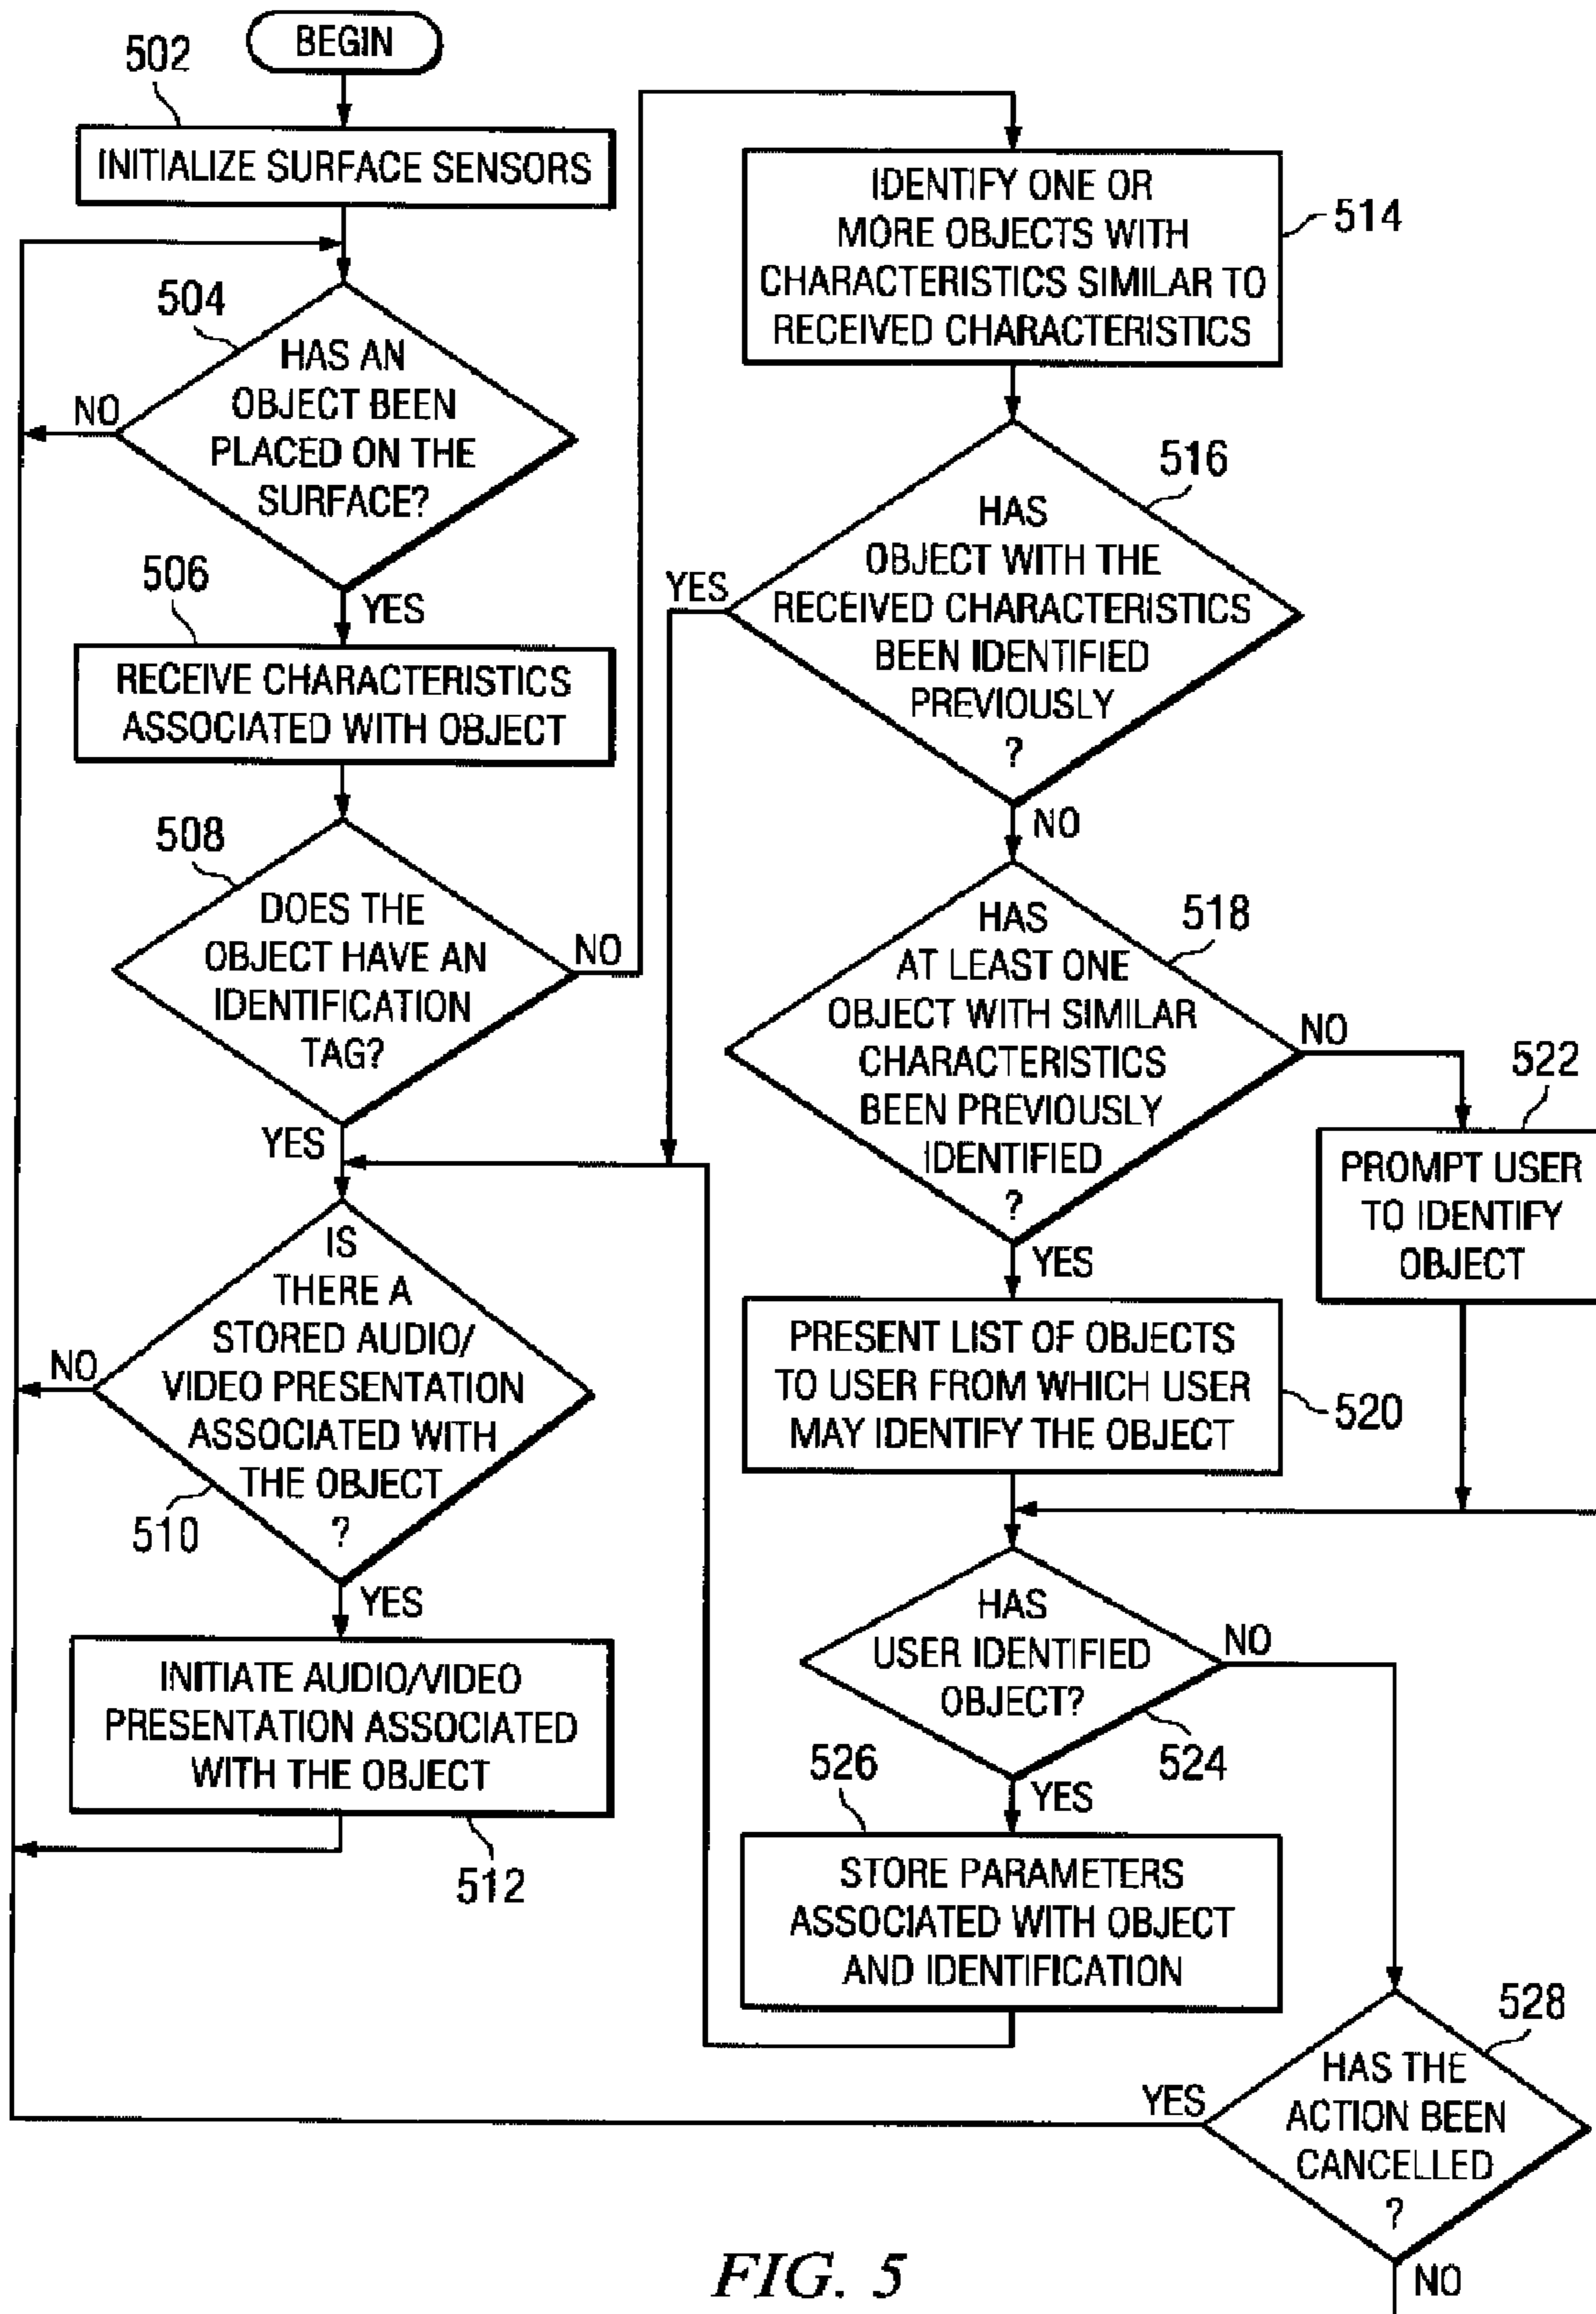 BEGIN
502
INITIALIZE SURFACE SENSORS
504
HAS AN
OBJECT BEEN
PLACED ON THE
SURFACE?
NO
YES
506
RECEIVE CHARACTERISTICS
ASSOCIATED WITH OBJECT
508
DOES THE
OBJECT HAVE AN
IDENTIFICATION
TAG?
NO
YES
IS
THERE A
STORED AUDIO/
VIDEO PRESENTATION
ASSOCIATED WITH
THE OBJECT
?
NO
510
YES
INITIATE AUDIO/VIDEO
PRESENTATION ASSOCIATED
WITH THE OBJECT
512
IDENTIFY ONE OR
MORE OBJECTS WITH
CHARACTERISTICS SIMILAR TO
RECEIVED CHARACTERISTICS
514
516
HAS
OBJECT WITH THE
RECEIVED CHARACTERISTICS
BEEN IDENTIFIED
PREVIOUSLY
?
YES
NO
518
HAS
AT LEAST ONE
OBJECT WITH SIMILAR
CHARACTERISTICS
BEEN PREVIOUSLY
IDENTIFIED
?
NO
YES
522
PROMPT USER
TO IDENTIFY
OBJECT
PRESENT LIST OF OBJECTS
TO USER FROM WHICH USER
MAY IDENTIFY THE OBJECT
520
HAS
USER IDENTIFIED
OBJECT?
NO
524
YES
526
STORE PARAMETERS
ASSOCIATED WITH OBJECT
AND IDENTIFICATION
528
HAS THE
ACTION BEEN
CANCELLED
?
YES
NO
FIG. 5